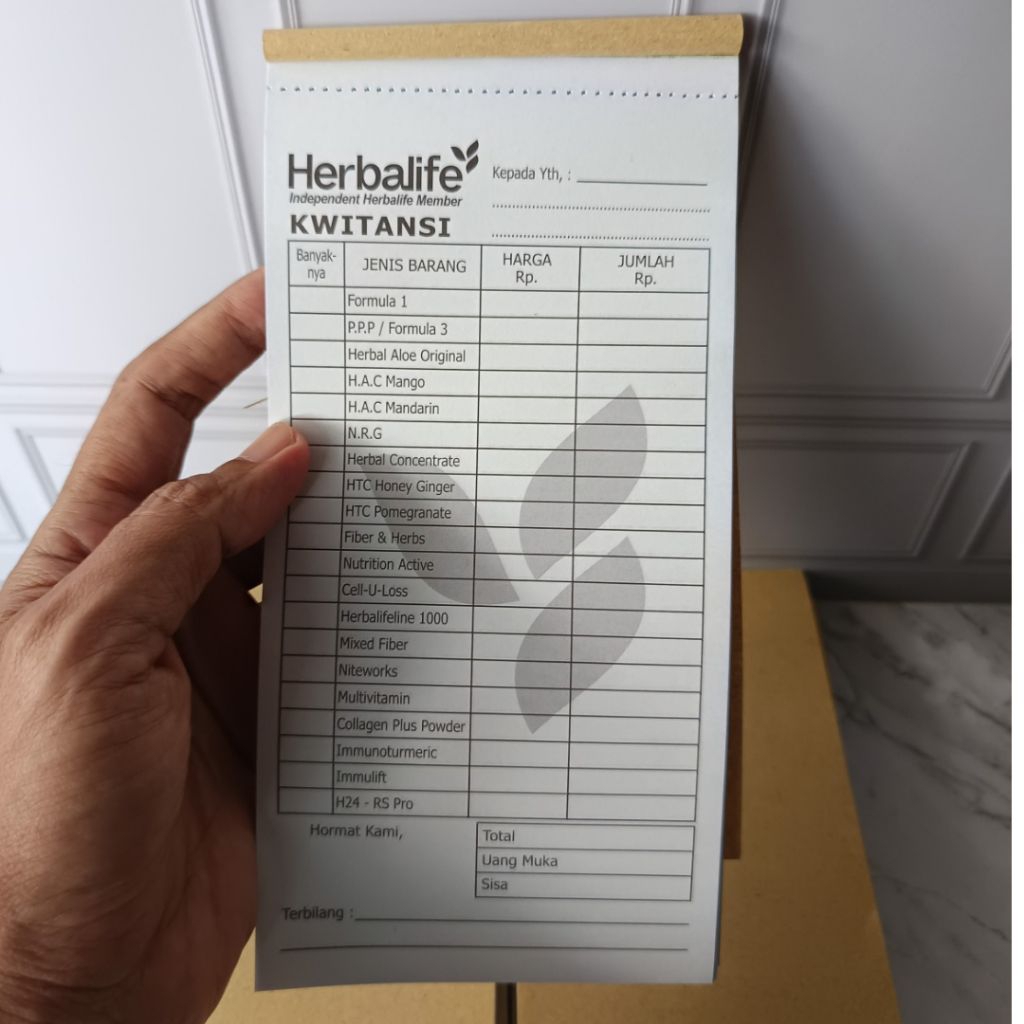 Herbalife
Independent Herbalife Member
KWITANSI
Kepada Yth, :
Banyak-nya JENIS BARANG HARGA Rp. JUMLAH Rp.
Formula 1
P.P.P / Formula 3
Herbal Aloe Original
H.A.C Mango
H.A.C Mandarin
N.R.G
Herbal Concentrate
HTC Honey Ginger
HTC Pomegranate
Fiber & Herbs
Nutrition Active
Cell-U-Loss
Herbalifeline 1000
Mixed Fiber
Niteworks
Multivitamin
Collagen Plus Powder
Immunoturmeric
Immulift
H24 - RS Pro
Hormat Kami,
Total
Uang Muka
Sisa
Terbilang :